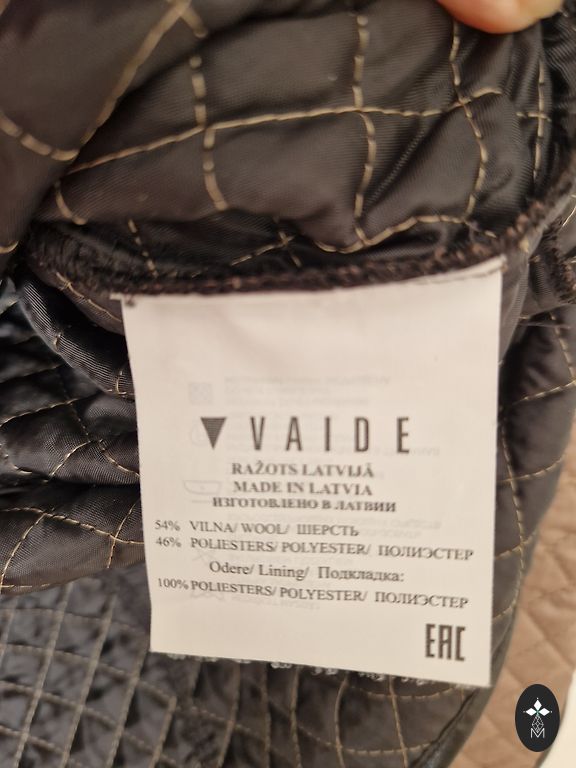 VAIDE
RAŽOTS LATVIJĀ
MADE IN LATVIA
ИЗГОТОВЛЕНО В ЛАТВИИ
54% VILNA/ WOOL/ ШЕРСТЬ
46% POLIESTERS/ POLYESTER/ ПОЛИЭСТЕР
Odere/ Lining/ Подкладка:
100% POLIESTERS/ POLYESTER/ ПОЛИЭСТЕР
EAC